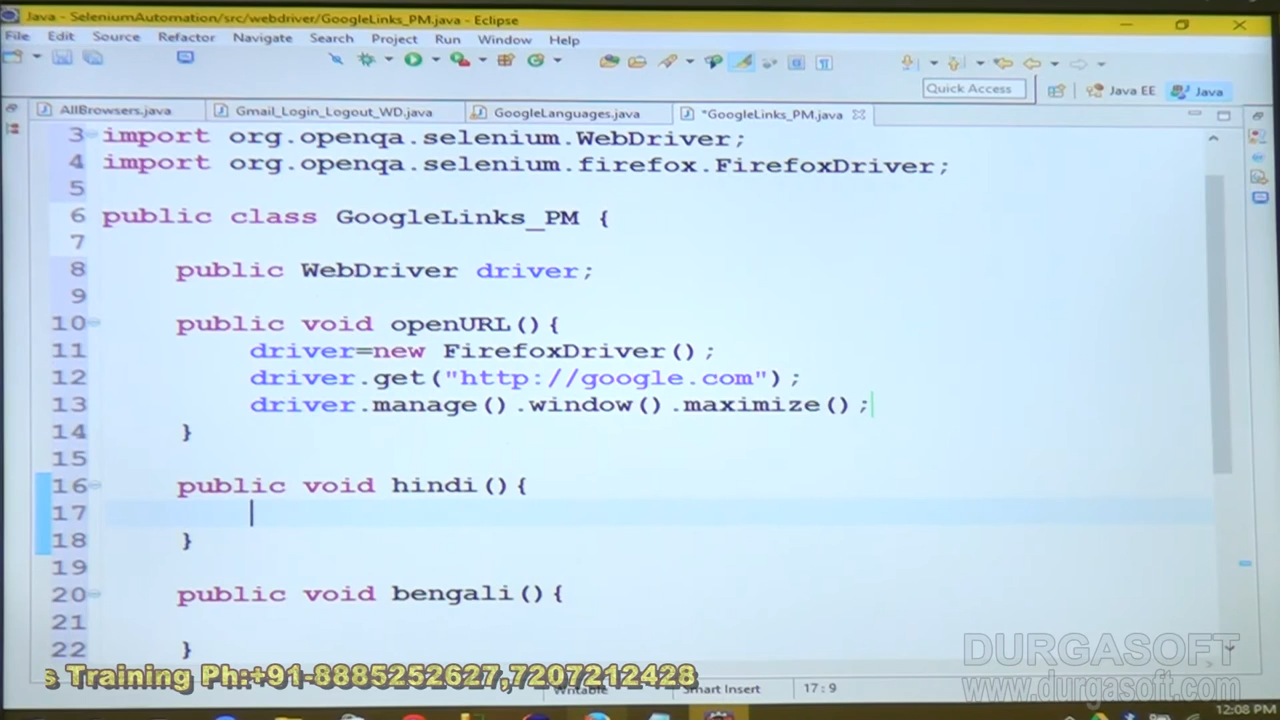 Java - SeleniumAutomation/src/webdriver/GoogleLinks_PM.java - Eclipse
File Edit Source Refactor Navigate Search Project Run Window Help
Quick Access Java EE Java
AllBrowsers.java Gmail_Login_Logout_WD.java GoogleLanguages.java *GoogleLinks_PM.java
3 import org.openqa.selenium.WebDriver;
4 import org.openqa.selenium.firefox.FirefoxDriver;
5
6 public class GoogleLinks_PM {
7
8 public WebDriver driver;
9
10 public void openURL(){
11 driver=new FirefoxDriver();
12 driver.get("http://google.com");
13 driver.manage().window().maximize();
14 }
15
16 public void hindi(){
17
18 }
19
20 public void bengali(){
21
22 }
DURGASOFT
www.durgasoft.com
s Training Ph:+91-8885252627,7207212428
Writable Smart Insert 17 : 9
12:08 PM